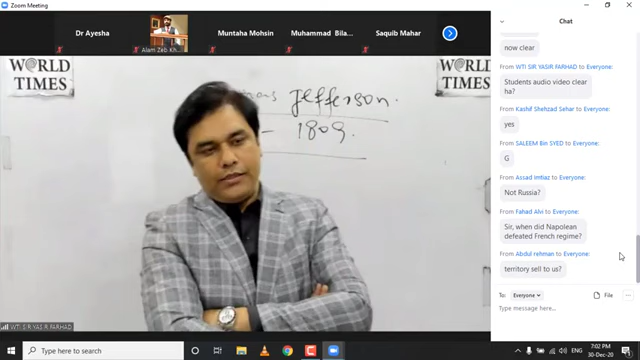 Zoom Meeting
Dr Ayesha
Alam Zeb Kh...
Muntaha Mohsin
Muhammad Bila...
Saquib Mahar
WORLD
TIMES
Jefferson.
- 1809.
WORLD
TIMES
WTI SIR YASIR FARHAD
Chat
now clear
From WTI SIR YASIR FARHAD to Everyone:
Students audio video clear
ha?
From Kashif Shehzad Sehar to Everyone:
yes
From SALEEM Bin SYED to Everyone:
G
From Assad Imtiaz to Everyone:
Not Russia?
From Fahad Alvi to Everyone:
Sir, when did Napolean
defeated French regime?
From Abdul rehman to Everyone:
territory sell to us?
To: Everyone
File
Type message here...
Type here to search
7:02 PM
30-Dec-20